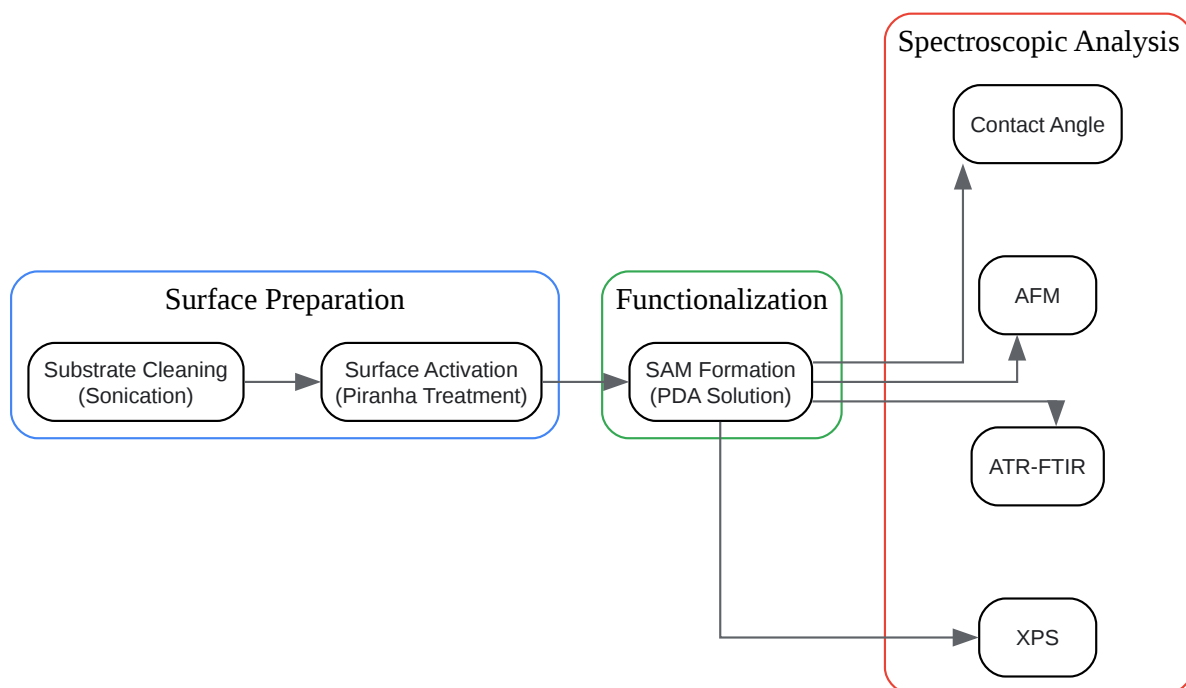 Surface Preparation
Substrate Cleaning
(Sonication)
Surface Activation
(Piranha Treatment)
Functionalization
SAM Formation
(PDA Solution)
Spectroscopic Analysis
Contact Angle
AFM
ATR-FTIR
XPS